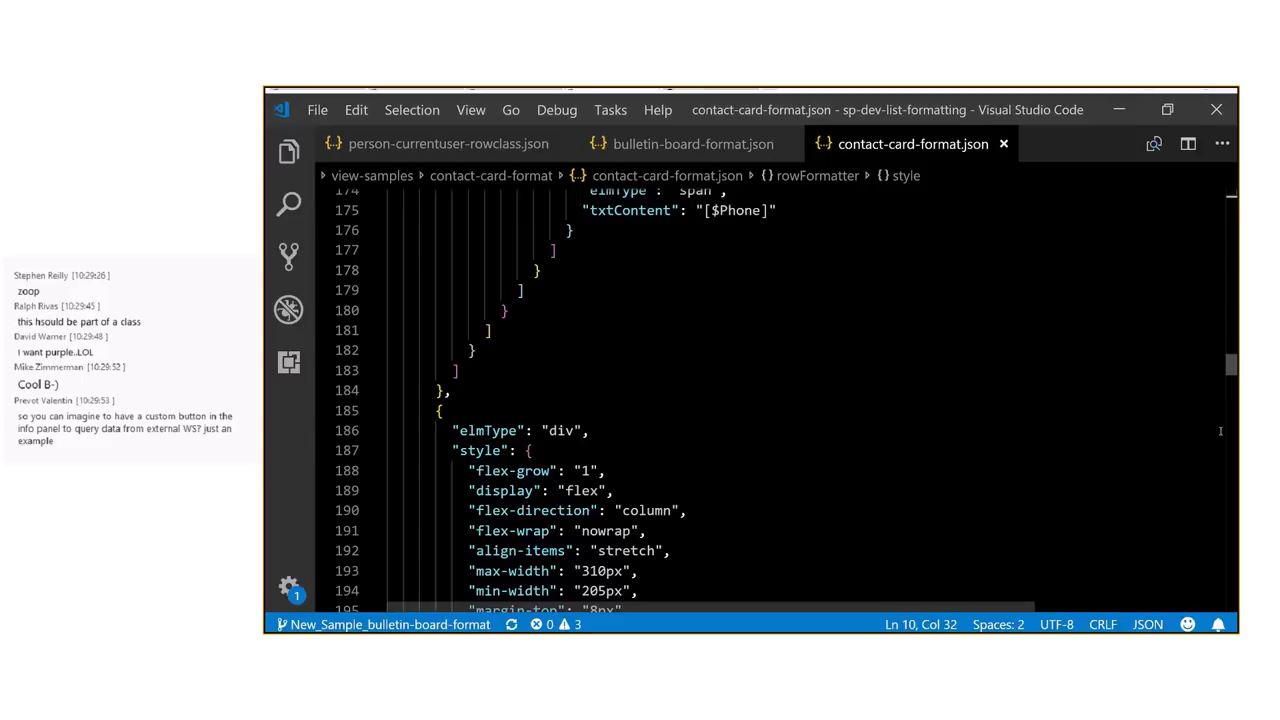 File Edit Selection View Go Debug Tasks Help contact-card-format.json - sp-dev-list-formatting - Visual Studio Code
{..} person-currentuser-rowclass.json {..} bulletin-board-format.json {..} contact-card-format.json ×
view-samples › contact-card-format › {..} contact-card-format.json › {} rowFormatter › {} style
174 "elmType": "span",
175 "txtContent": "[$Phone]"
176 }
177 ]
178 }
179 ]
180 }
181 ]
182 }
183 ]
184 },
185 {
186 "elmType": "div",
187 "style": {
188 "flex-grow": "1",
189 "display": "flex",
190 "flex-direction": "column",
191 "flex-wrap": "nowrap",
192 "align-items": "stretch",
193 "max-width": "310px",
194 "min-width": "205px",
195 "margin-top": "8px"
1
New_Sample_bulletin-board-format 0 3 Ln 10, Col 32 Spaces: 2 UTF-8 CRLF JSON
Stephen Reilly [10:29:26 ]
zoop
Ralph Rivas [10:29:45 ]
this hsould be part of a class
David Warner [10:29:48 ]
I want purple..LOL
Mike Zimmerman [10:29:52 ]
Cool B-)
Prevot Valentin [10:29:53 ]
so you can imagine to have a custom button in the
info panel to query data from external WS? just an
example